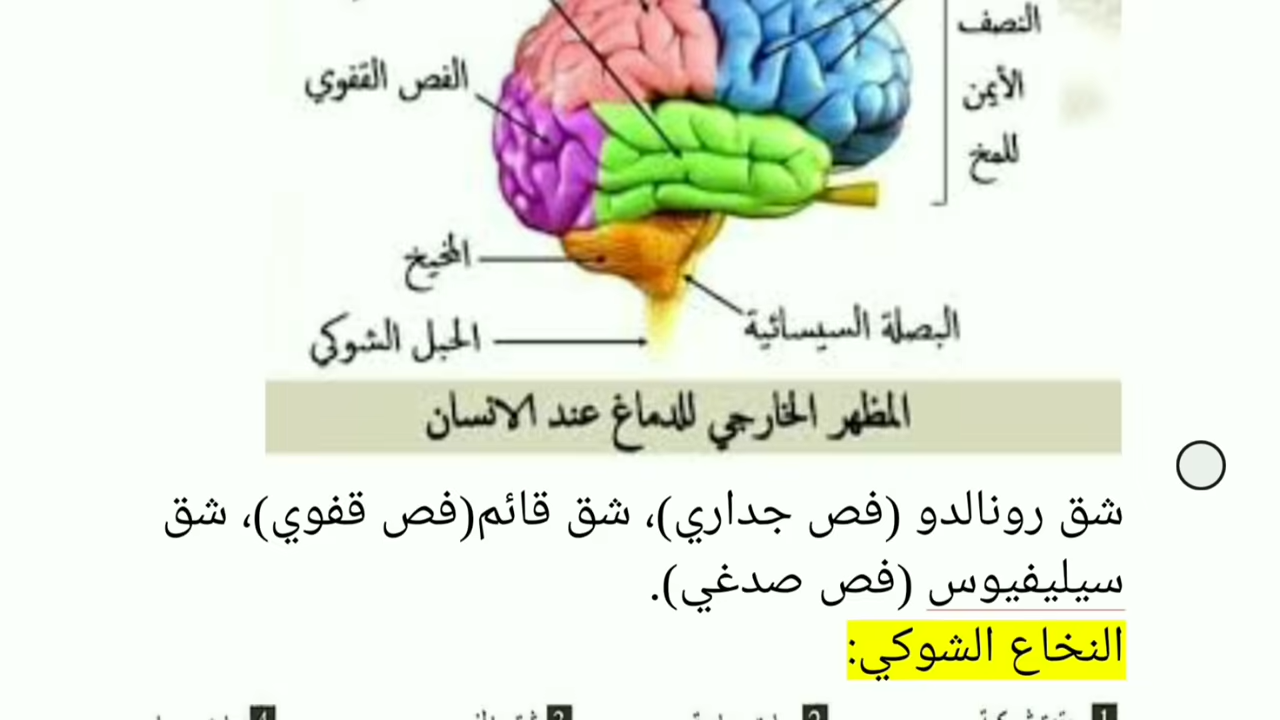 النصف
الأيمن
للمخ
الفص القفوي
المخيخ
البصلة السيسائية
الحبل الشوكي
المظهر الخارجي للدماغ عند الانسان
شق رونالدو (فص جداري)، شق قائم(فص قفوي)، شق
سيليفيوس (فص صدغي).
النخاع الشوكي: